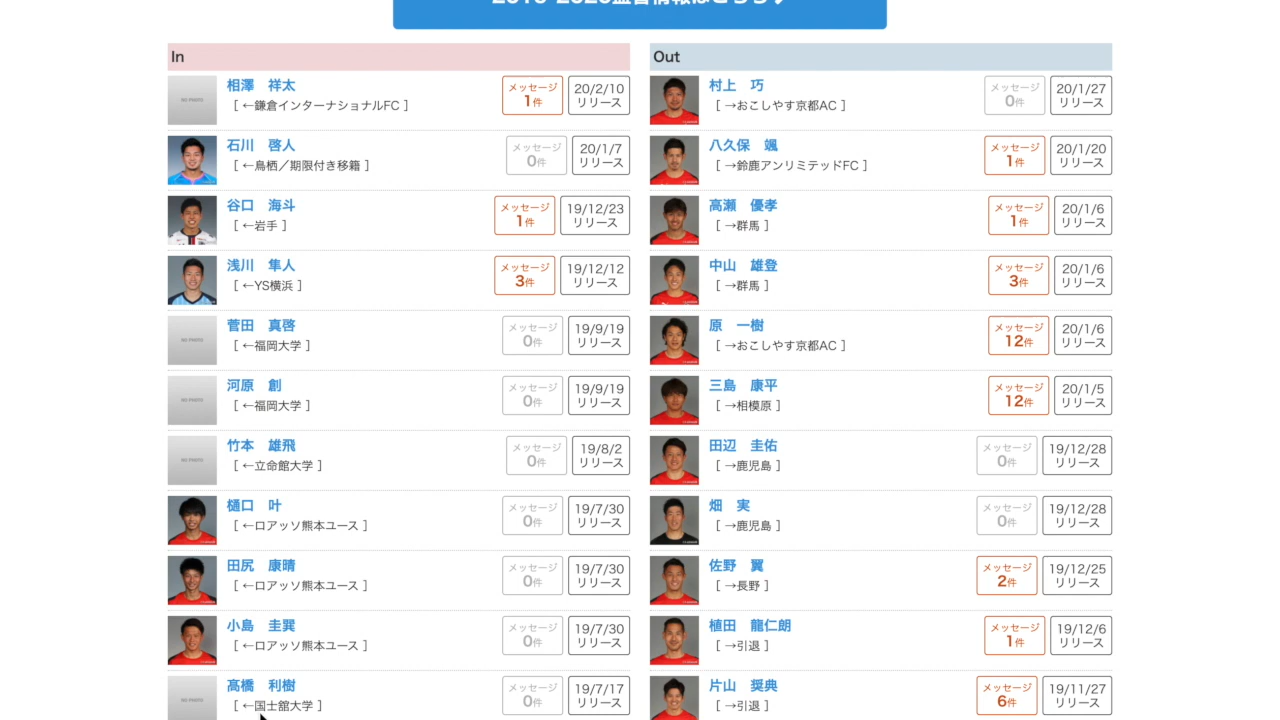 2019-2020監督情報はこちら
In
相澤　祥太
[ ←鎌倉インターナショナルFC ]
メッセージ
1件
20/2/10
リリース
石川　啓人
[ ←鳥栖／期限付き移籍 ]
メッセージ
0件
20/1/7
リリース
谷口　海斗
[ ←岩手 ]
メッセージ
1件
19/12/23
リリース
浅川　隼人
[ ←YS横浜 ]
メッセージ
3件
19/12/12
リリース
NO PHOTO
菅田　真啓
[ ←福岡大学 ]
メッセージ
0件
19/9/19
リリース
NO PHOTO
河原　創
[ ←福岡大学 ]
メッセージ
0件
19/9/19
リリース
NO PHOTO
竹本　雄飛
[ ←立命館大学 ]
メッセージ
0件
19/8/2
リリース
樋口　叶
[ ←ロアッソ熊本ユース ]
メッセージ
0件
19/7/30
リリース
田尻　康晴
[ ←ロアッソ熊本ユース ]
メッセージ
0件
19/7/30
リリース
小島　圭巽
[ ←ロアッソ熊本ユース ]
メッセージ
0件
19/7/30
リリース
NO PHOTO
髙橋　利樹
[ ←国士舘大学 ]
メッセージ
0件
19/7/17
リリース
Out
村上　巧
[ →おこしやす京都AC ]
メッセージ
0件
20/1/27
リリース
八久保　颯
[ →鈴鹿アンリミテッドFC ]
メッセージ
1件
20/1/20
リリース
高瀬　優孝
[ →群馬 ]
メッセージ
1件
20/1/6
リリース
中山　雄登
[ →群馬 ]
メッセージ
3件
20/1/6
リリース
原　一樹
[ →おこしやす京都AC ]
メッセージ
12件
20/1/6
リリース
三島　康平
[ →相模原 ]
メッセージ
12件
20/1/5
リリース
田辺　圭佑
[ →鹿児島 ]
メッセージ
0件
19/12/28
リリース
畑　実
[ →鹿児島 ]
メッセージ
0件
19/12/28
リリース
佐野　翼
[ →長野 ]
メッセージ
2件
19/12/25
リリース
植田　龍仁朗
[ →引退 ]
メッセージ
1件
19/12/6
リリース
片山　奨典
[ →引退 ]
メッセージ
6件
19/11/27
リリース